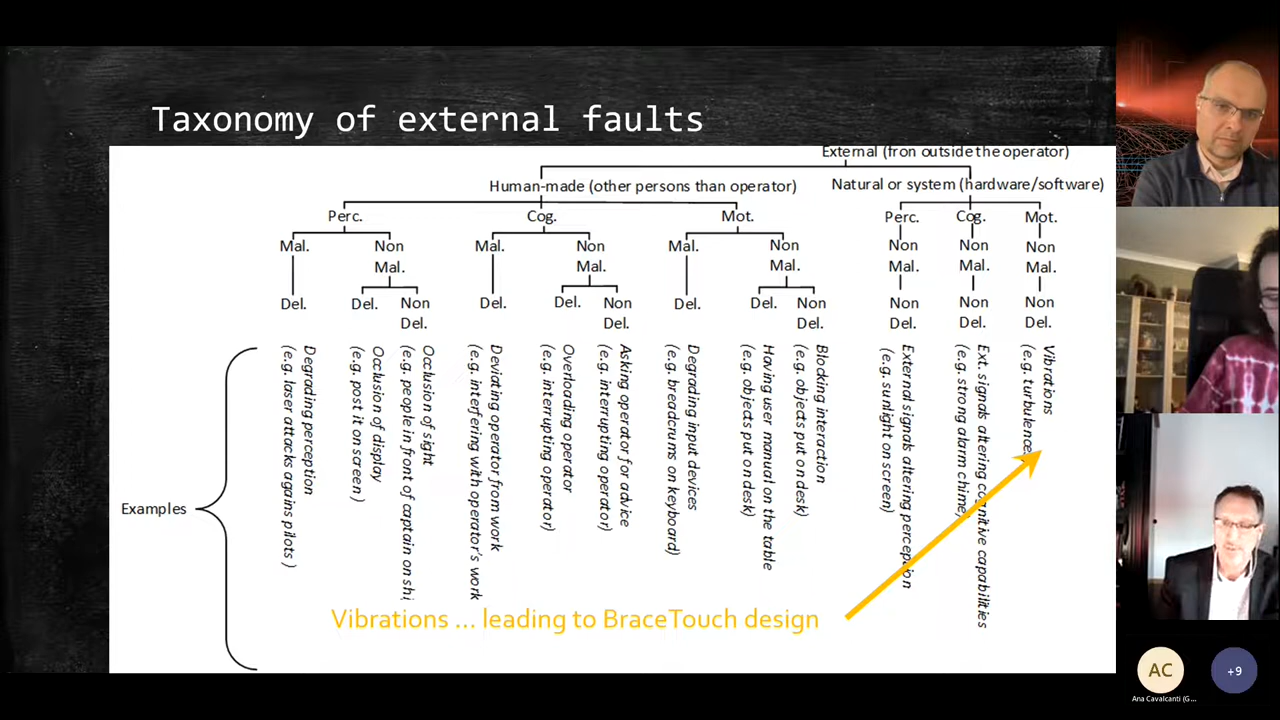 Taxonomy of external faults
External (fron outside the operator)
Human-made (other persons than operator)
Natural or system (hardware/software)
Perc.
Cog.
Mot.
Perc.
Cog.
Mot.
Mal.
Non
Mal.
Mal.
Non
Mal.
Mal.
Non
Mal.
Non
Mal.
Non
Mal.
Non
Mal.
Del.
Del.
Non
Del.
Del.
Del.
Non
Del.
Del.
Del.
Non
Del.
Non
Del.
Non
Del.
Non
Del.
Examples
Degrading perception
(e.g. laser attacks agains pilots )
Occlusion of display
(e.g. post it on screen )
Occlusion of sight
(e.g. people in front of captain on shi
Deviating operator from work
(e.g. intefering with operator's work
Overloading operator
(e.g. interrupting operator)
Asking operator for advice
(e.g. interrupting operator)
Degrading input devices
(e.g. breadcrums on keyboard)
Having user manual on the table
(e.g. objects put on desk)
Blocking interaction
(e.g. objects put on desk)
External signals altering perception
(e.g. sunlight on screen)
Ext. signals altering cognitive capabilities
(e.g. strong alarm chime)
Vibrations
(e.g. turbulences
Vibrations ... leading to BraceTouch design
AC
+9
Ana Cavalcanti (G...